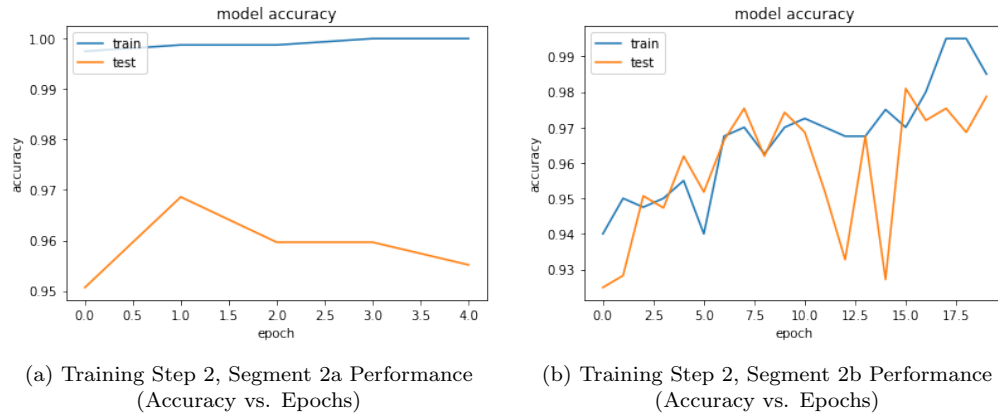 model accuracy
1.00
0.99
0.98
0.97
0.96
0.95
accuracy
train
test
0.0 0.5 1.0 1.5 2.0 2.5 3.0 3.5 4.0
epoch
(a) Training Step 2, Segment 2a Performance
(Accuracy vs. Epochs)
model accuracy
0.99
0.98
0.97
0.96
0.95
0.94
0.93
accuracy
train
test
0.0 2.5 5.0 7.5 10.0 12.5 15.0 17.5
epoch
(b) Training Step 2, Segment 2b Performance
(Accuracy vs. Epochs)